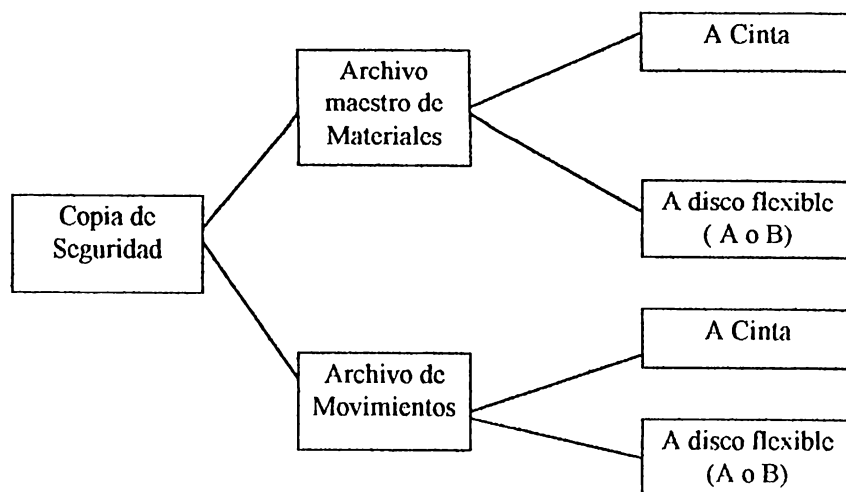 Copia de
Seguridad
Archivo
maestro de
Materiales
A Cinta
A disco flexible
( A o B)
Archivo de
Movimientos
A Cinta
A disco flexible
(A o B)